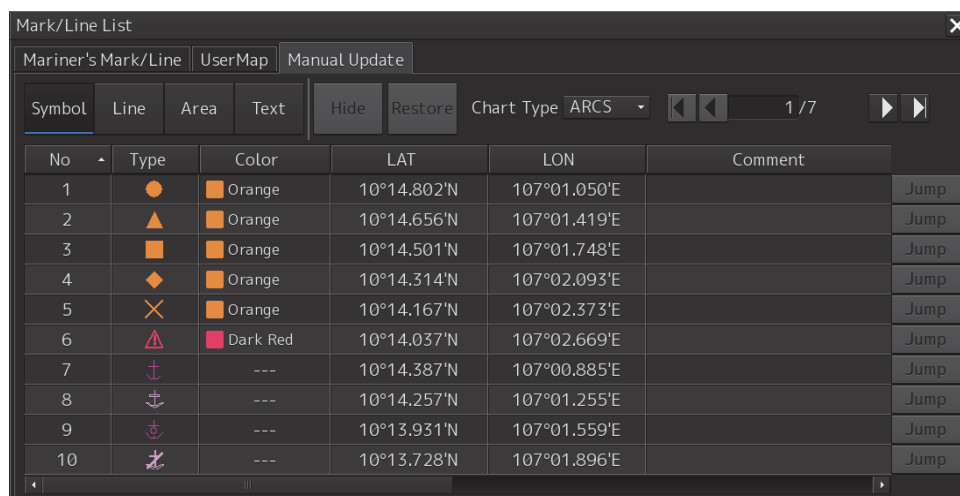 Mark/Line List
Mariner's Mark/Line UserMap Manual Update
Symbol Line Area Text Hide Restore Chart Type ARCS 1/7
No Type Color LAT LON Comment
1 Orange 10°14.802'N 107°01.050'E Jump
2 Orange 10°14.656'N 107°01.419'E Jump
3 Orange 10°14.501'N 107°01.748'E Jump
4 Orange 10°14.314'N 107°02.093'E Jump
5 Orange 10°14.167'N 107°02.373'E Jump
6 Dark Red 10°14.037'N 107°02.669'E Jump
7 --- 10°14.387'N 107°00.885'E Jump
8 --- 10°14.257'N 107°01.255'E Jump
9 --- 10°13.931'N 107°01.559'E Jump
10 --- 10°13.728'N 107°01.896'E Jump